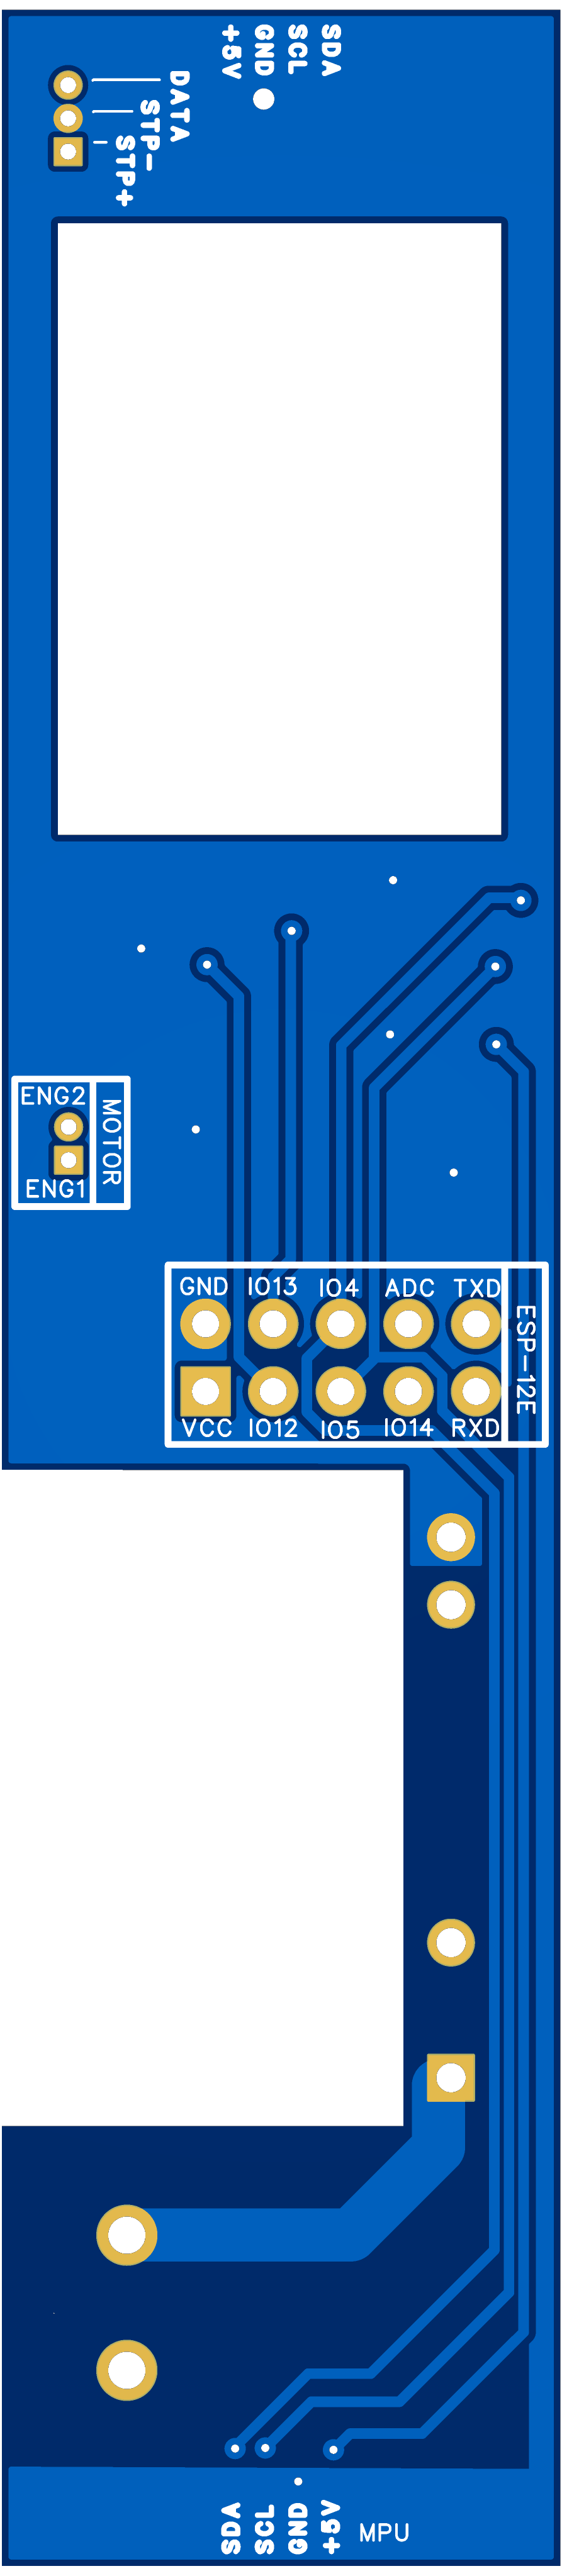 +5V
GND
SCL
SDA
DATA
STP-
STP+
ENG2
MOTOR
ENG1
GND IO13 IO4 ADC TXD
ESP-12E
VCC IO12 IO5 IO14 RXD
SDA
SCL
GND
+5V
MPU